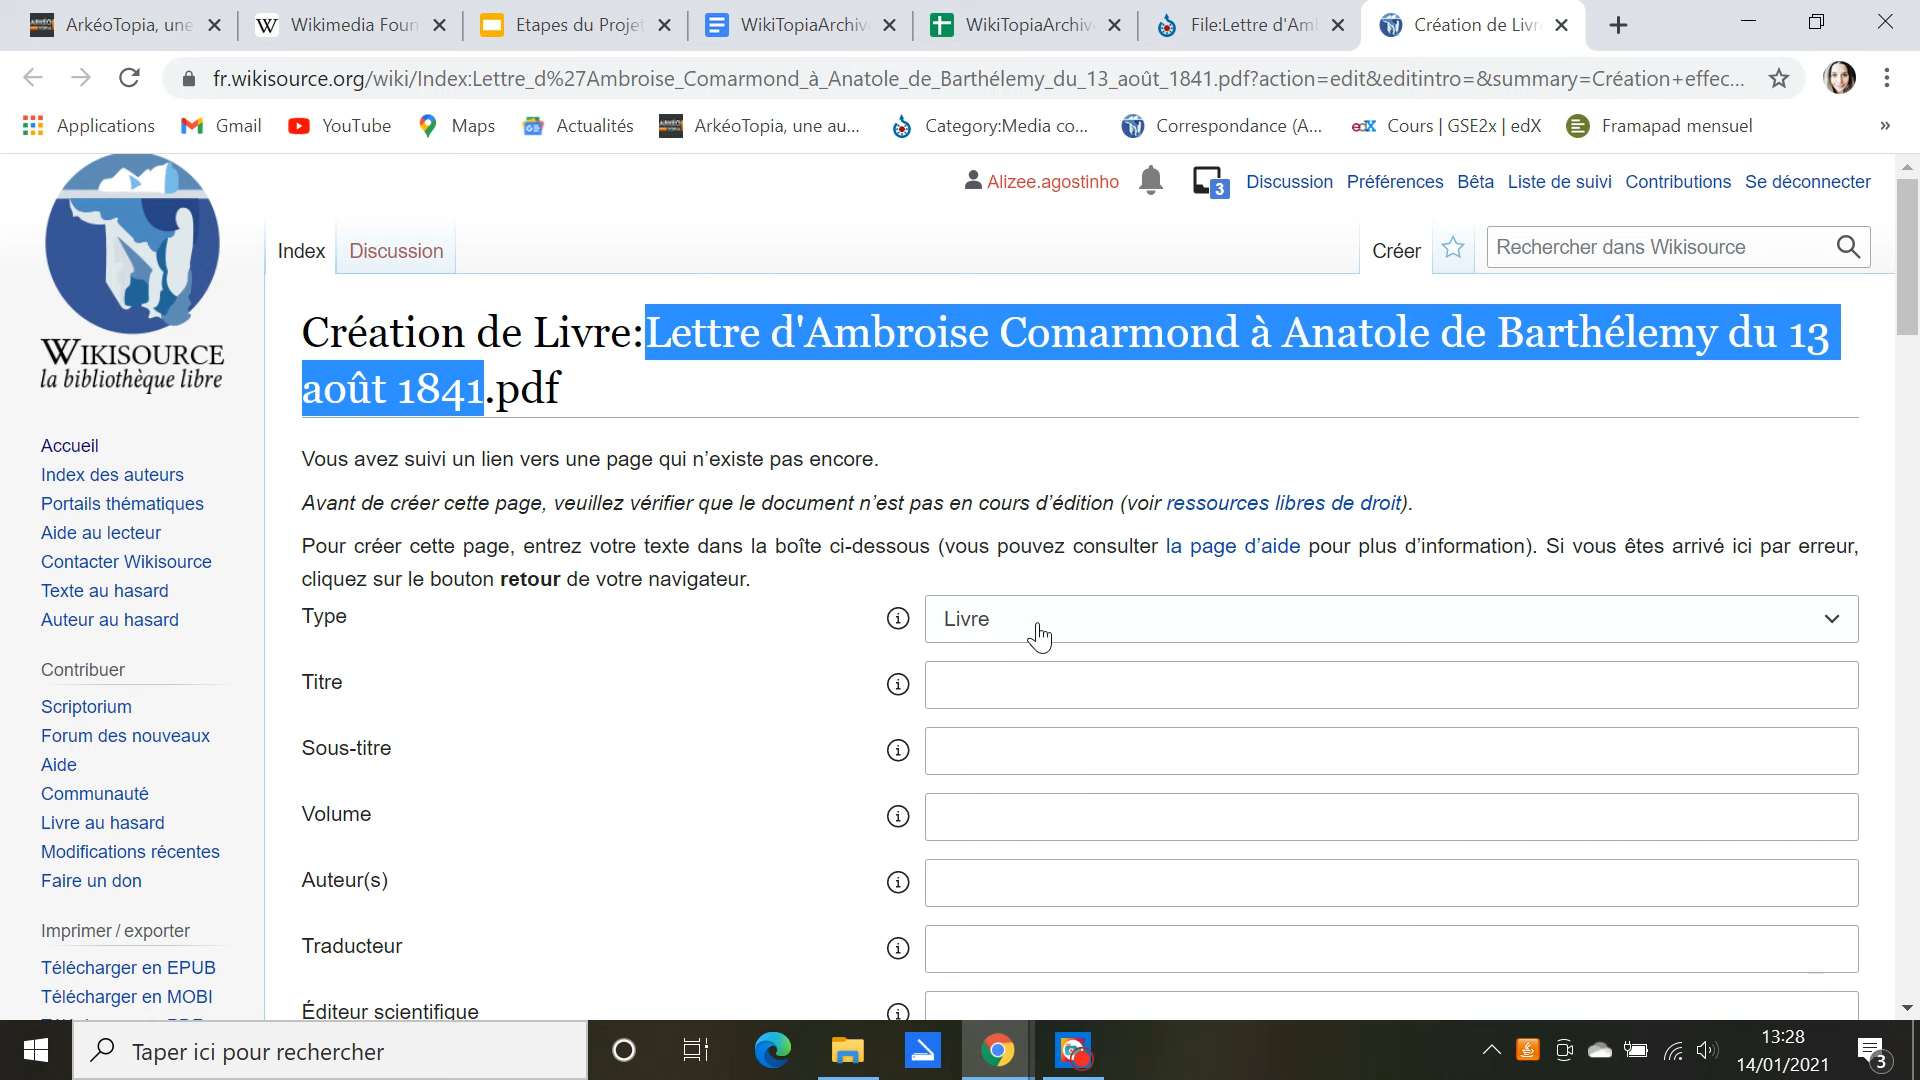 ArkéoTopia, une
Wikimedia Foun
Etapes du Projet
WikiTopiaArchiv
WikiTopiaArchiv
File:Lettre d'Am
Création de Livr
fr.wikisource.org/wiki/Index:Lettre_d%27Ambroise_Comarmond_à_Anatole_de_Barthélemy_du_13_août_1841.pdf?action=edit&editintro=&summary=Création+effec...
Applications
Gmail
YouTube
Maps
Actualités
ArkéoTopia, une au...
Category:Media co...
Correspondance (A...
edX Cours | GSE2x | edX
Framapad mensuel
»
Alizee.agostinho
3
Discussion Préférences Bêta Liste de suivi Contributions Se déconnecter
Index Discussion
Créer
Rechercher dans Wikisource
WIKISOURCE
la bibliothèque libre
Accueil
Index des auteurs
Portails thématiques
Aide au lecteur
Contacter Wikisource
Texte au hasard
Auteur au hasard
Contribuer
Scriptorium
Forum des nouveaux
Aide
Communauté
Livre au hasard
Modifications récentes
Faire un don
Imprimer / exporter
Télécharger en EPUB
Télécharger en MOBI
Création de Livre:Lettre d'Ambroise Comarmond à Anatole de Barthélemy du 13
août 1841.pdf
Vous avez suivi un lien vers une page qui n’existe pas encore.
Avant de créer cette page, veuillez vérifier que le document n’est pas en cours d’édition (voir ressources libres de droit).
Pour créer cette page, entrez votre texte dans la boîte ci-dessous (vous pouvez consulter la page d’aide pour plus d’information). Si vous êtes arrivé ici par erreur,
cliquez sur le bouton retour de votre navigateur.
Type
Livre
Titre
Sous-titre
Volume
Auteur(s)
Traducteur
Éditeur scientifique
Taper ici pour rechercher
13:28
14/01/2021
3